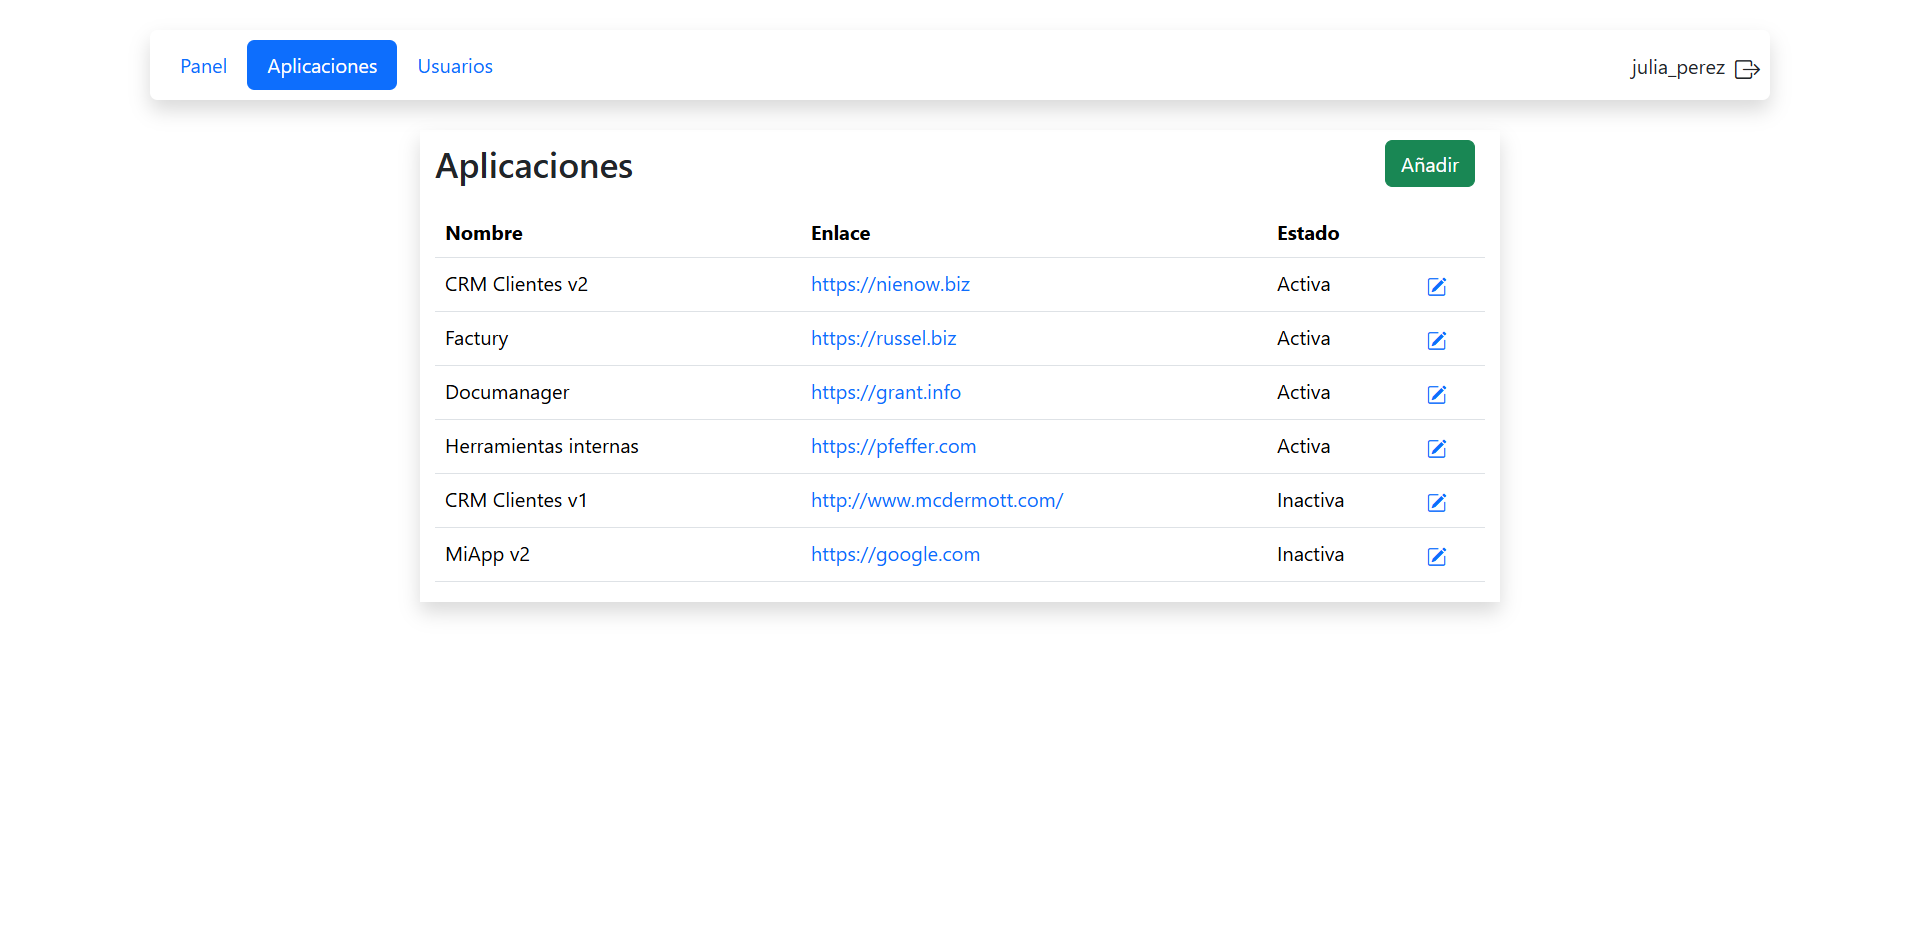 Panel Aplicaciones Usuarios julia_perez
Aplicaciones Añadir
Nombre Enlace Estado
CRM Clientes v2 https://nienow.biz Activa
Factury https://russel.biz Activa
Documanager https://grant.info Activa
Herramientas internas https://pfeffer.com Activa
CRM Clientes v1 http://www.mcdermott.com/ Inactiva
MiApp v2 https://google.com Inactiva